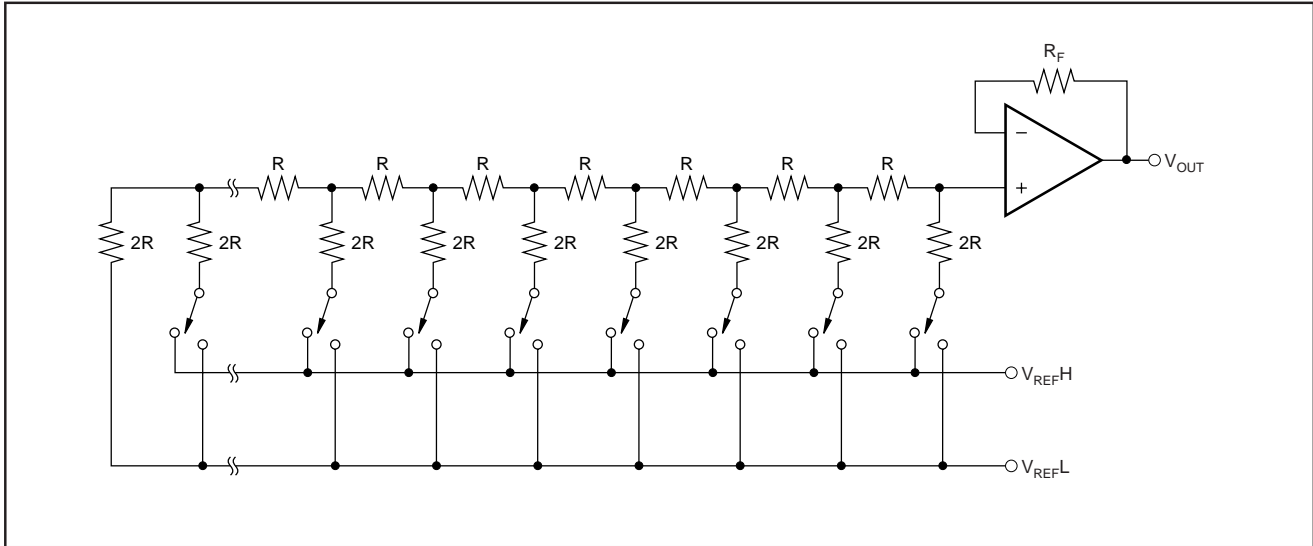 R_F
−
+
V_OUT
R R R R R R R
2R 2R 2R 2R 2R 2R 2R 2R 2R
V_REFH
V_REFL